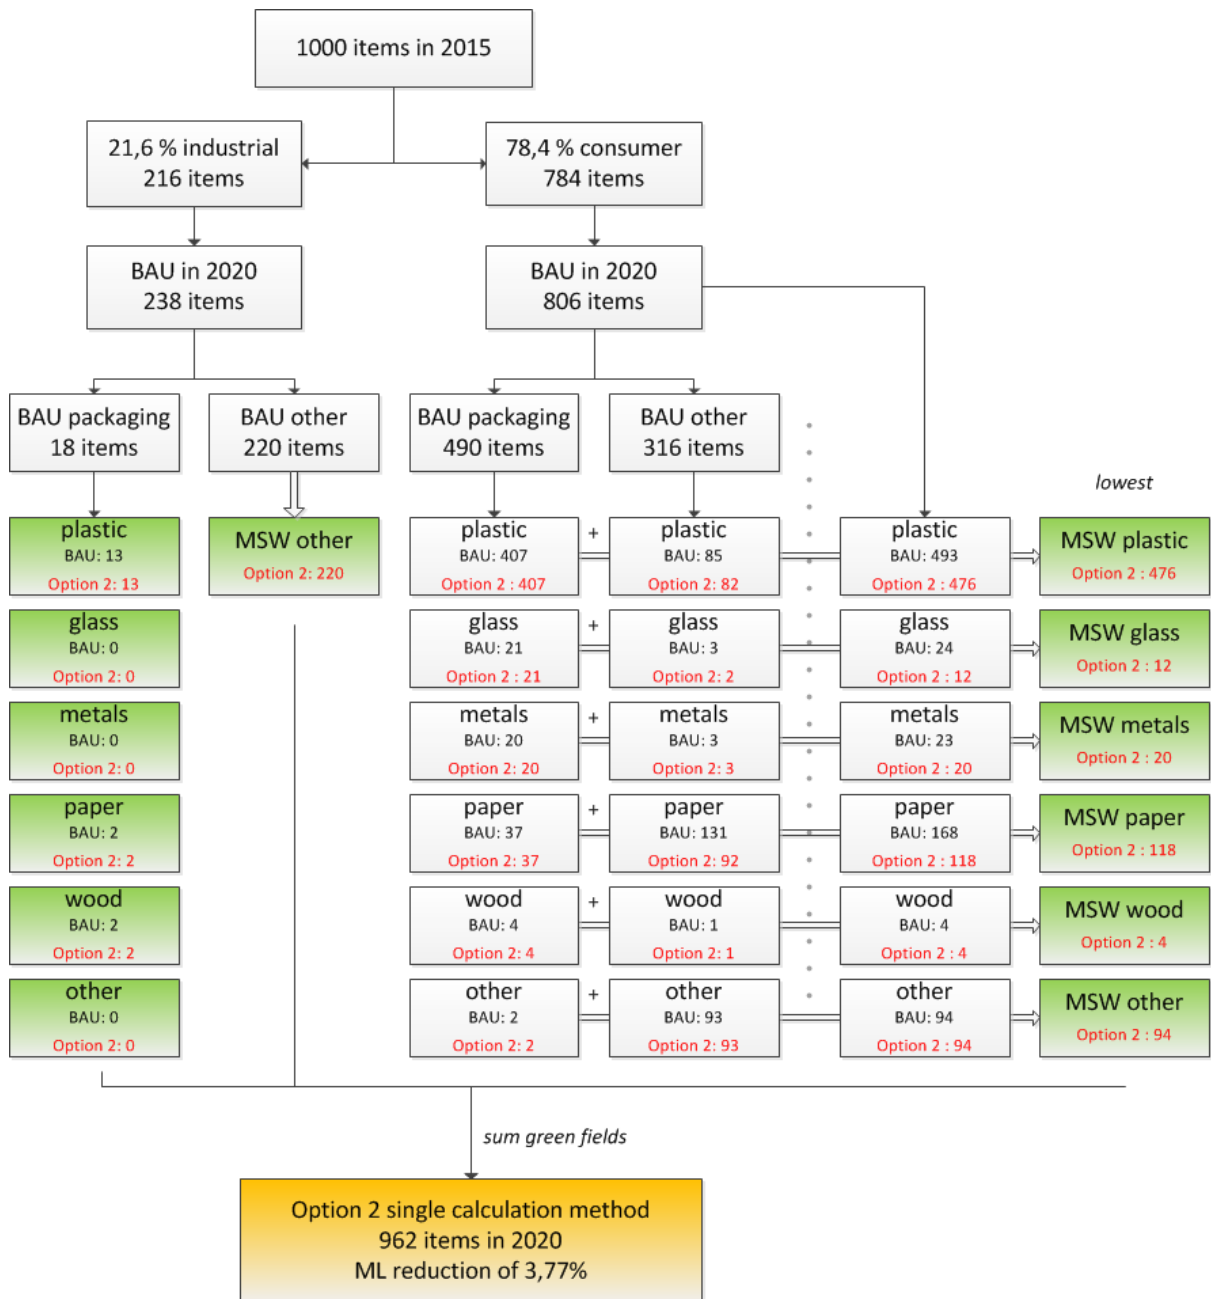 1000 items in 2015
21,6 % industrial
216 items
78,4 % consumer
784 items
BAU in 2020
238 items
BAU in 2020
806 items
BAU packaging
18 items
BAU other
220 items
BAU packaging
490 items
BAU other
316 items
lowest
plastic
BAU: 13
Option 2: 13
MSW other
Option 2: 220
plastic
BAU: 407
Option 2 : 407
+
plastic
BAU: 85
Option 2: 82
plastic
BAU: 493
Option 2 : 476
MSW plastic
Option 2 : 476
glass
BAU: 0
Option 2: 0
glass
BAU: 21
Option 2 : 21
+
glass
BAU: 3
Option 2: 2
glass
BAU: 24
Option 2 : 12
MSW glass
Option 2 : 12
metals
BAU: 0
Option 2: 0
metals
BAU: 20
Option 2: 20
+
metals
BAU: 3
Option 2: 3
metals
BAU: 23
Option 2 : 20
MSW metals
Option 2 : 20
paper
BAU: 2
Option 2: 2
paper
BAU: 37
Option 2: 37
+
paper
BAU: 131
Option 2: 92
paper
BAU: 168
Option 2 : 118
MSW paper
Option 2 : 118
wood
BAU: 2
Option 2: 2
wood
BAU: 4
Option 2: 4
+
wood
BAU: 1
Option 2: 1
wood
BAU: 4
Option 2 : 4
MSW wood
Option 2 : 4
other
BAU: 0
Option 2: 0
other
BAU: 2
Option 2: 2
+
other
BAU: 93
Option 2: 93
other
BAU: 94
Option 2 : 94
MSW other
Option 2 : 94
sum green fields
Option 2 single calculation method
962 items in 2020
ML reduction of 3,77%